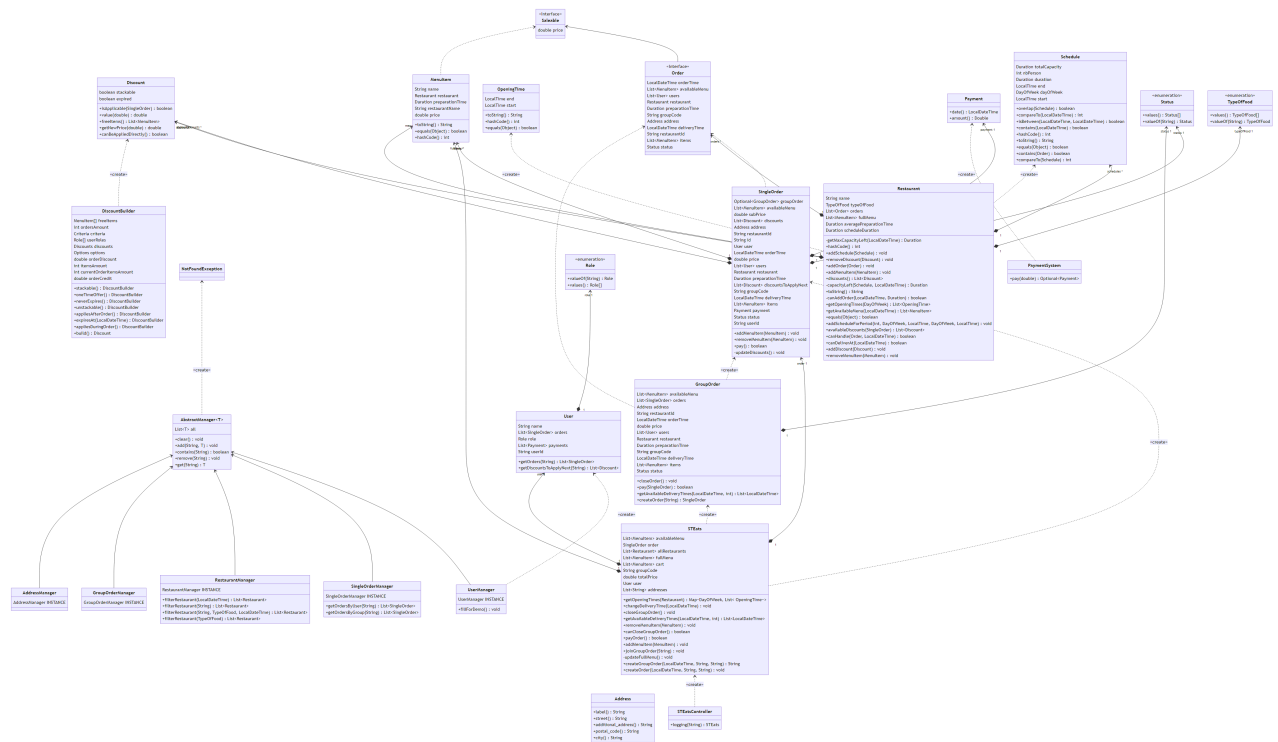 «Interface»
Saleable
double price
«Interface»
Order
LocalDateTime orderTime
List<MenuItem> availableMenu
List<User> users
Restaurant restaurant
Duration preparationTime
String groupCode
Address address
LocalDateTime deliveryTime
String restaurantId
List<MenuItem> items
Status status
MenuItem
String name
Restaurant restaurant
Duration preparationTime
String restaurantName
double price
+toString() : String
+equals(Object) : boolean
+hashCode() : int
OpeningTime
LocalTime end
LocalTime start
+toString() : String
+hashCode() : int
+equals(Object) : boolean
Discount
boolean stackable
boolean expired
+isApplicable(SingleOrder) : boolean
+value(double) : double
+freeItems() : List<MenuItem>
+getNewPrice(double) : double
+canBeAppliedDirectly() : boolean
Schedule
Duration totalCapacity
int nbPerson
Duration duration
LocalTime end
DayOfWeek dayOfWeek
LocalTime start
+overlap(Schedule) : boolean
+compareTo(LocalDateTime) : int
+isBetween(LocalDateTime, LocalDateTime) : boolean
+contains(LocalDateTime) : boolean
+hashCode() : int
+toString() : String
+equals(Object) : boolean
+contains(Order) : boolean
+compareTo(Schedule) : int
Payment
+date() : LocalDateTime
+amount() : Double
«enumeration»
Status
+values() : Status[]
+valueOf(String) : Status
«enumeration»
TypeOfFood
+values() : TypeOfFood[]
+valueOf(String) : TypeOfFood
«create»
«create»
«create»
«create»
DiscountBuilder
MenuItem[] freeItems
int ordersAmount
Criteria criteria
Role[] userRoles
Discounts discounts
Options options
double orderDiscount
int itemsAmount
int currentOrderItemsAmount
double orderCredit
+stackable() : DiscountBuilder
+oneTimeOffer() : DiscountBuilder
+neverExpires() : DiscountBuilder
+unstackable() : DiscountBuilder
+appliesAfterOrder() : DiscountBuilder
+expiresAt(LocalDateTime) : DiscountBuilder
+appliesDuringOrder() : DiscountBuilder
+build() : Discount
SingleOrder
Optional<GroupOrder> groupOrder
List<MenuItem> availableMenu
double subPrice
List<Discount> discounts
Address address
String restaurantId
String id
User user
LocalDateTime orderTime
double price
List<User> users
Restaurant restaurant
Duration preparationTime
List<Discount> discountsToApplyNext
String groupCode
LocalDateTime deliveryTime
List<MenuItem> items
Payment payment
Status status
String userId
+addMenuItem(MenuItem) : void
+removeMenuItem(MenuItem) : void
+pay() : boolean
-updateDiscounts() : void
Restaurant
String name
TypeOfFood typeOfFood
List<Order> orders
List<MenuItem> fullMenu
Duration averagePreparationTime
Duration scheduleDuration
-getMaxCapacityLeft(LocalDateTime) : Duration
+hashCode() : int
+addSchedule(Schedule) : void
+removeDiscount(Discount) : void
+addOrder(Order) : void
+addMenuItem(MenuItem) : void
+discounts() : List<Discount>
-capacityLeft(Schedule, LocalDateTime) : Duration
+toString() : String
+canAddOrder(LocalDateTime, Duration) : boolean
+getOpeningTimes(DayOfWeek) : List<OpeningTime>
+getAvailableMenu(LocalDateTime) : List<MenuItem>
+equals(Object) : boolean
+addScheduleForPeriod(int, DayOfWeek, LocalTime, DayOfWeek, LocalTime) : void
+availableDiscounts(SingleOrder) : List<Discount>
+canHandle(Order, LocalDateTime) : boolean
+canDeliverAt(LocalDateTime) : boolean
+addDiscount(Discount) : void
+removeMenuItem(MenuItem) : void
NotFoundException
«enumeration»
Role
+valueOf(String) : Role
+values() : Role[]
PaymentSystem
~pay(double) : Optional<Payment>
«create»
«create»
GroupOrder
List<MenuItem> availableMenu
List<SingleOrder> orders
Address address
String restaurantId
LocalDateTime orderTime
double price
List<User> users
Restaurant restaurant
Duration preparationTime
String groupCode
LocalDateTime deliveryTime
List<MenuItem> items
Status status
+closeOrder() : void
+pay(SingleOrder) : boolean
+getAvailableDeliveryTimes(LocalDateTime, int) : List<LocalDateTime>
+createOrder(String) : SingleOrder
AbstractManager<T>
List<T> all
+clear() : void
+add(String, T) : void
+contains(String) : boolean
+remove(String) : void
+get(String) : T
User
String name
List<SingleOrder> orders
Role role
List<Payment> payments
String userId
+getOrders(String) : List<SingleOrder>
+getDiscountsToApplyNext(String) : List<Discount>
«create»
«create»
«create»
STEats
List<MenuItem> availableMenu
SingleOrder order
List<Restaurant> allRestaurants
List<MenuItem> fullMenu
List<MenuItem> cart
String groupCode
double totalPrice
User user
List<String> addresses
+getOpeningTimes(Restaurant) : Map<DayOfWeek, List< OpeningTime~>
+changeDeliveryTime(LocalDateTime) : void
+closeGroupOrder() : void
+getAvailableDeliveryTimes(LocalDateTime, int) : List<LocalDateTime>
+removeMenuItem(MenuItem) : void
+canCloseGroupOrder() : boolean
+payOrder() : boolean
+addMenuItem(MenuItem) : void
+joinGroupOrder(String) : void
-updateFullMenu() : void
+createGroupOrder(LocalDateTime, String, String) : String
+createOrder(LocalDateTime, String, String) : void
AddressManager
AddressManager INSTANCE
GroupOrderManager
GroupOrderManager INSTANCE
RestaurantManager
RestaurantManager INSTANCE
+filterRestaurant(LocalDateTime) : List<Restaurant>
+filterRestaurant(String) : List<Restaurant>
+filterRestaurant(String, TypeOfFood, LocalDateTime) : List<Restaurant>
+filterRestaurant(TypeOfFood) : List<Restaurant>
SingleOrderManager
SingleOrderManager INSTANCE
+getOrdersByUser(String) : List<SingleOrder>
+getOrdersByGroup(String) : List<SingleOrder>
UserManager
UserManager INSTANCE
+fillForDemo() : void
«create»
Address
+label() : String
+street() : String
+additional_address() : String
+postal_code() : String
+city() : String
STEatsController
+logging(String) : STEats